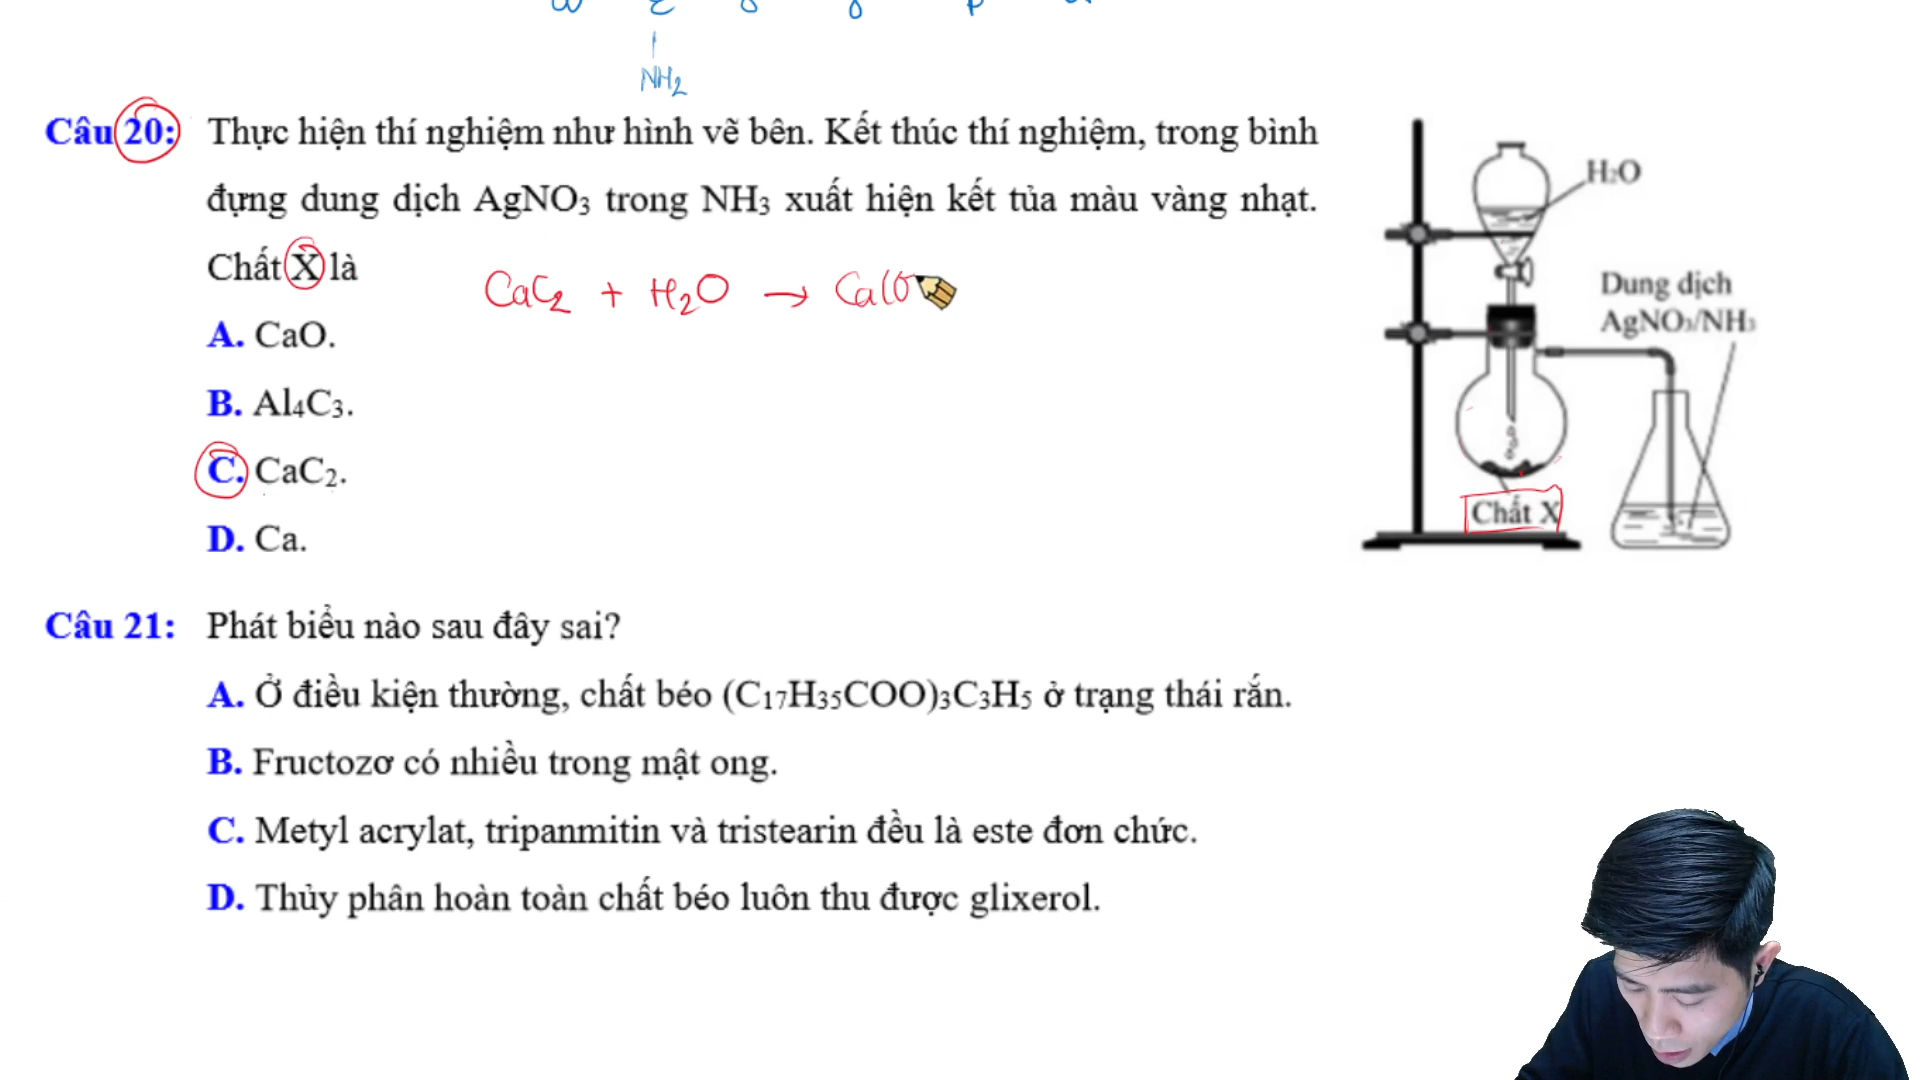 NH2
Câu 20: Thực hiện thí nghiệm như hình vẽ bên. Kết thúc thí nghiệm, trong bình
đựng dung dịch AgNO3 trong NH3 xuất hiện kết tủa màu vàng nhạt.
Chất X là
CaC2 + H2O → Ca(O
A. CaO.
B. Al4C3.
C. CaC2.
D. Ca.
H2O
Dung dịch
AgNO3/NH3
Chất X
Câu 21: Phát biểu nào sau đây sai?
A. Ở điều kiện thường, chất béo (C17H35COO)3C3H5 ở trạng thái rắn.
B. Fructozơ có nhiều trong mật ong.
C. Metyl acrylat, tripanmitin và tristearin đều là este đơn chức.
D. Thủy phân hoàn toàn chất béo luôn thu được glixerol.